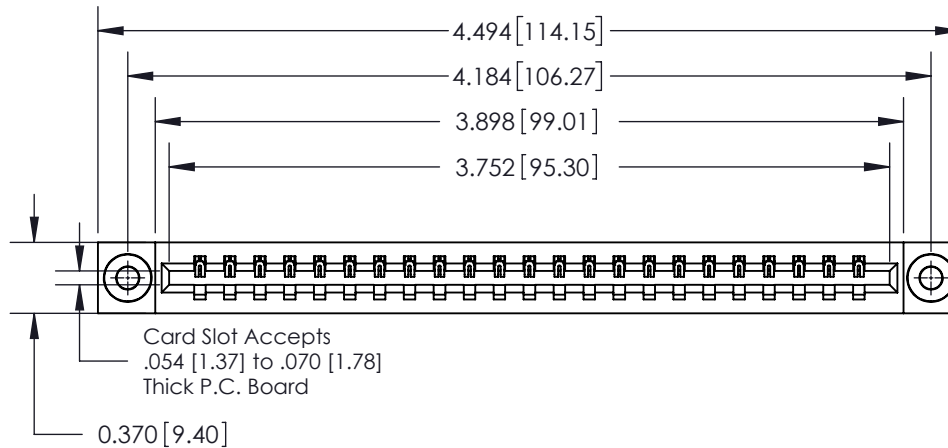 4.494 [114.15]
4.184 [106.27]
3.898 [99.01]
3.752 [95.30]
Card Slot Accepts
.054 [1.37] to .070 [1.78]
Thick P.C. Board
0.370 [9.40]